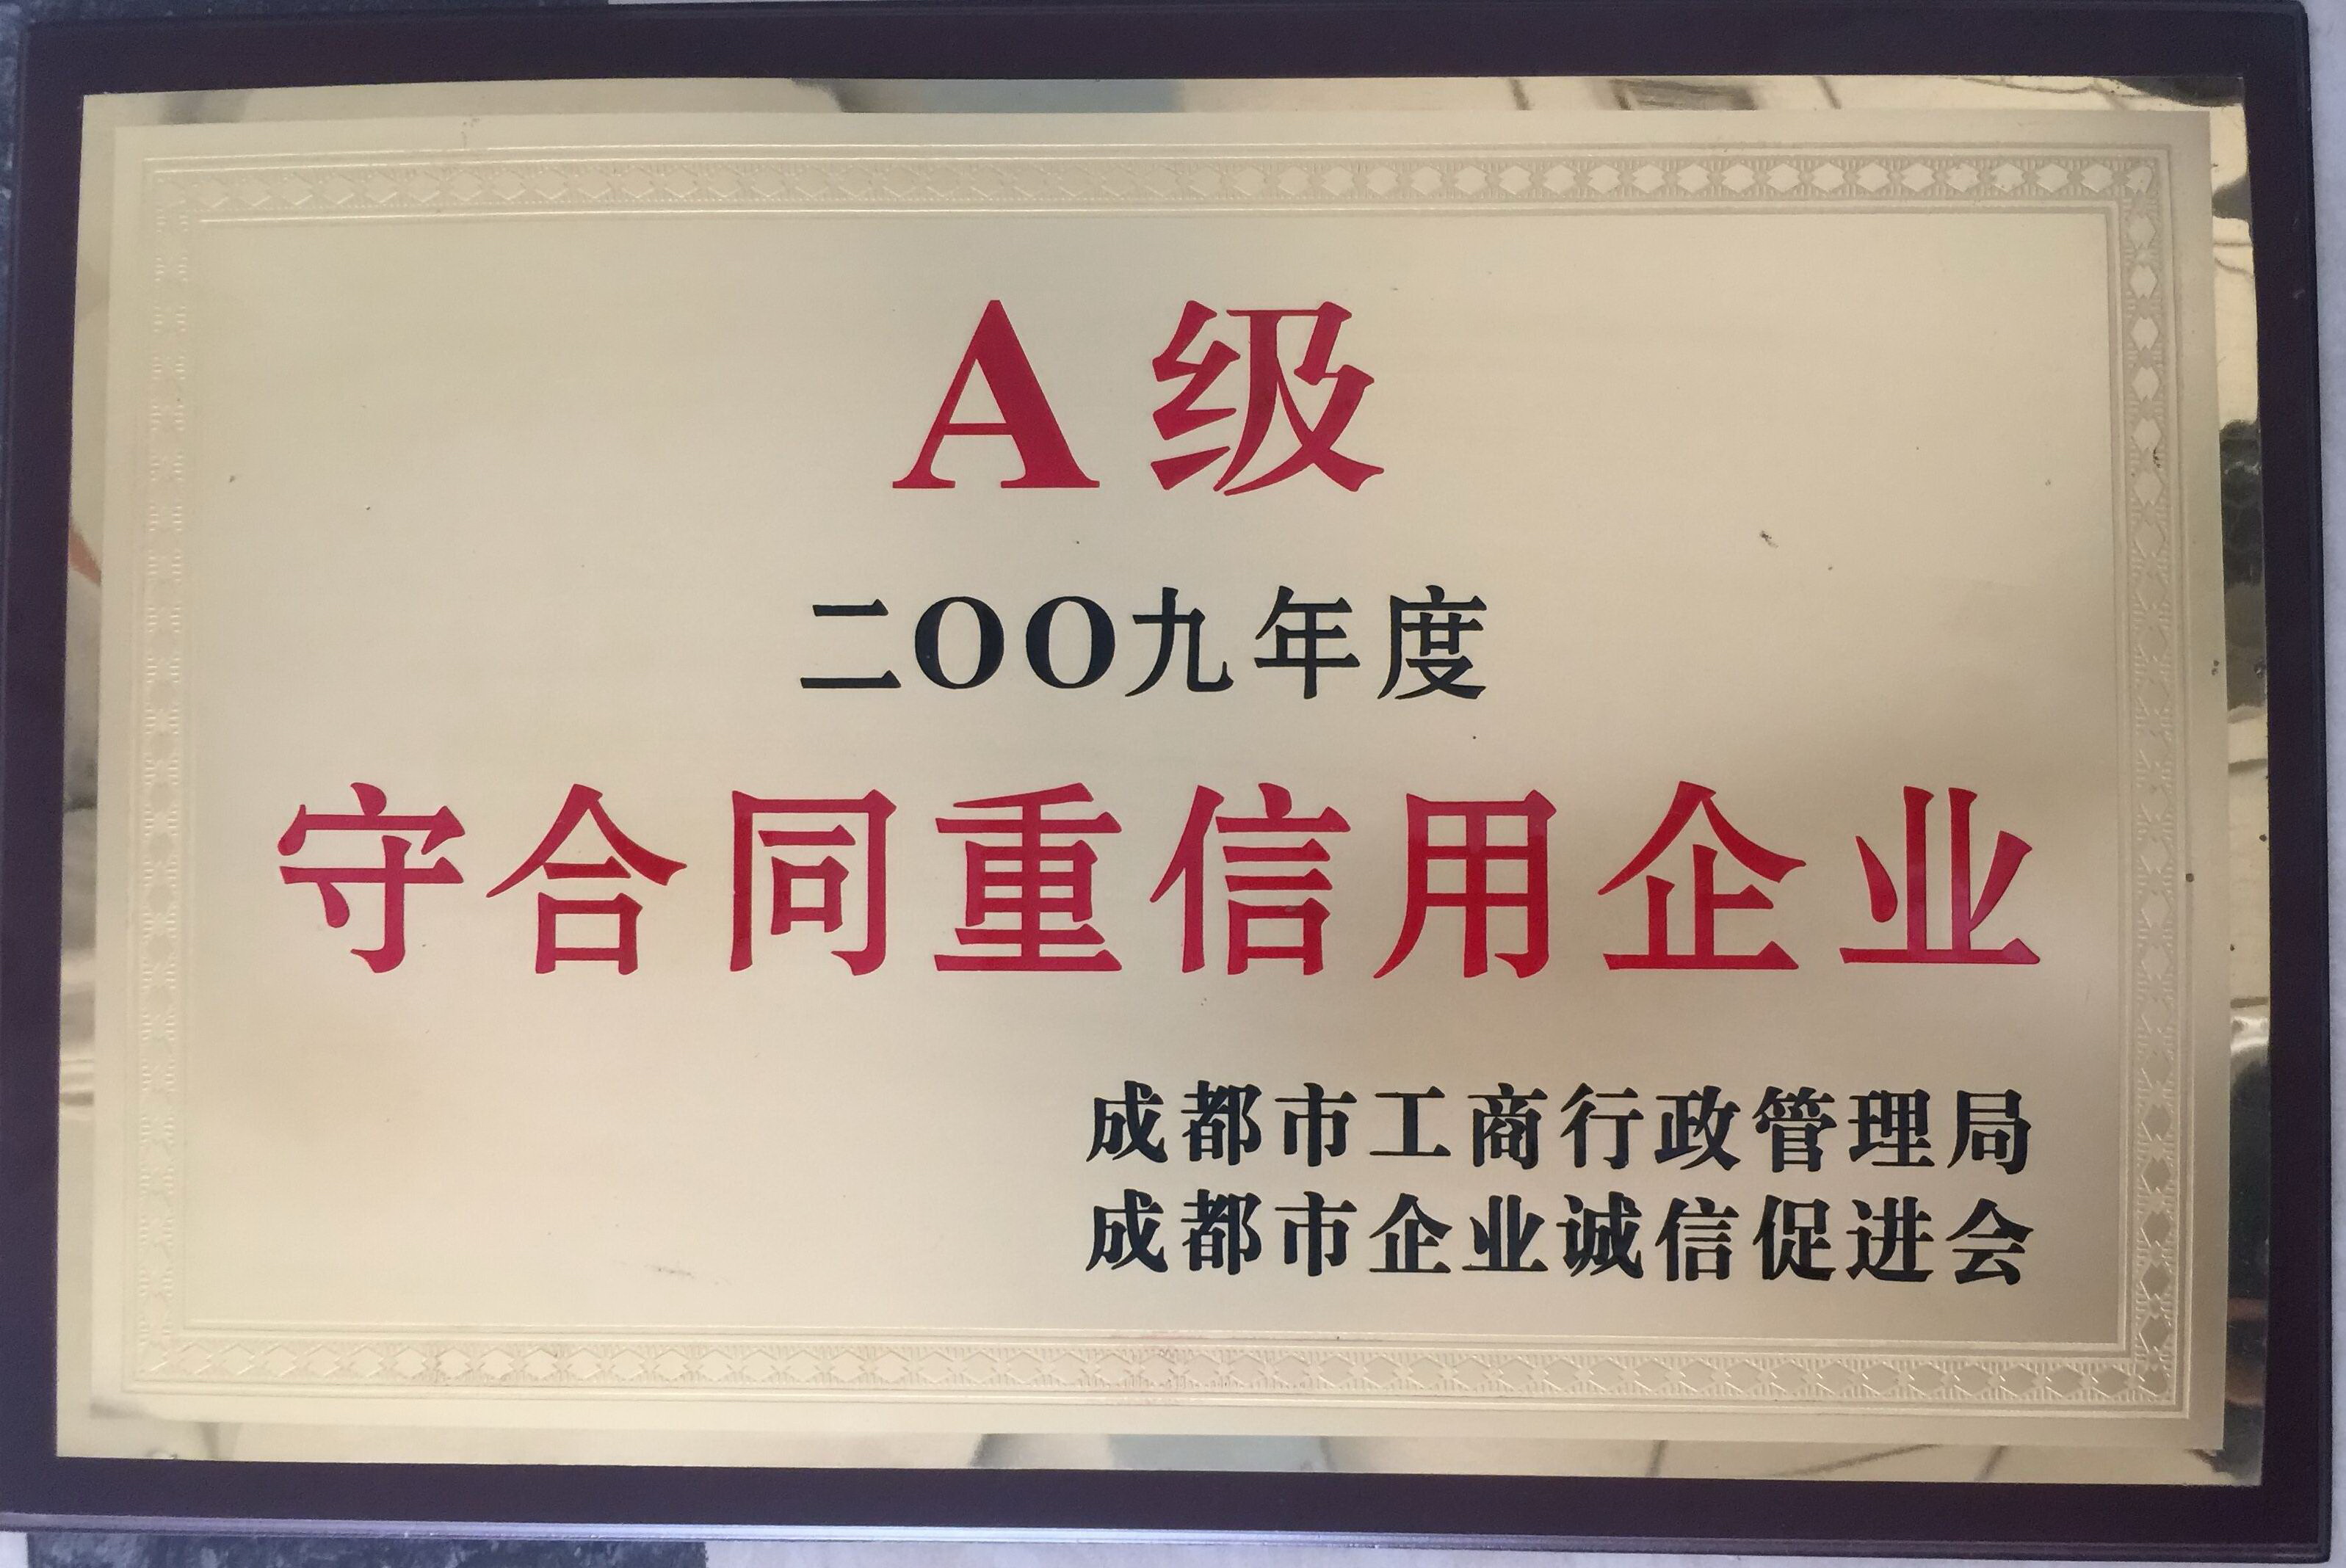 A级
二OO九年度
守合同重信用企业
成都市工商行政管理局
成都市企业诚信促进会